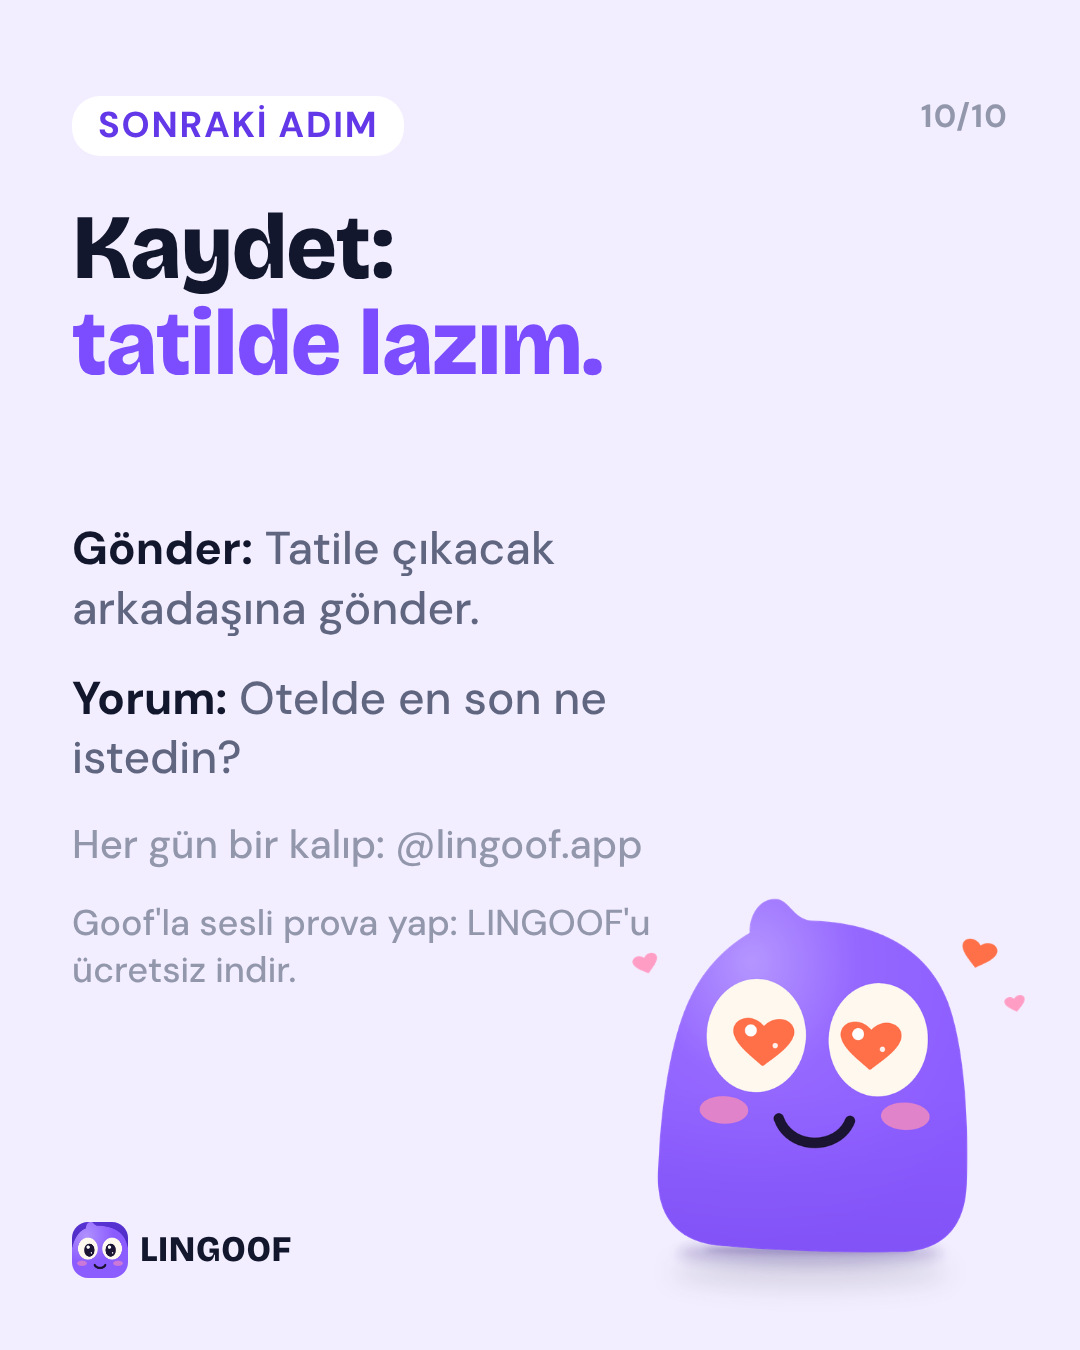 SONRAKİ ADIM
10/10
Kaydet:
tatilde lazım.
Gönder: Tatile çıkacak
arkadaşına gönder.
Yorum: Otelde en son ne
istedin?
Her gün bir kalıp: @lingoof.app
Goof'la sesli prova yap: LINGOOF'u
ücretsiz indir.
LINGOOF